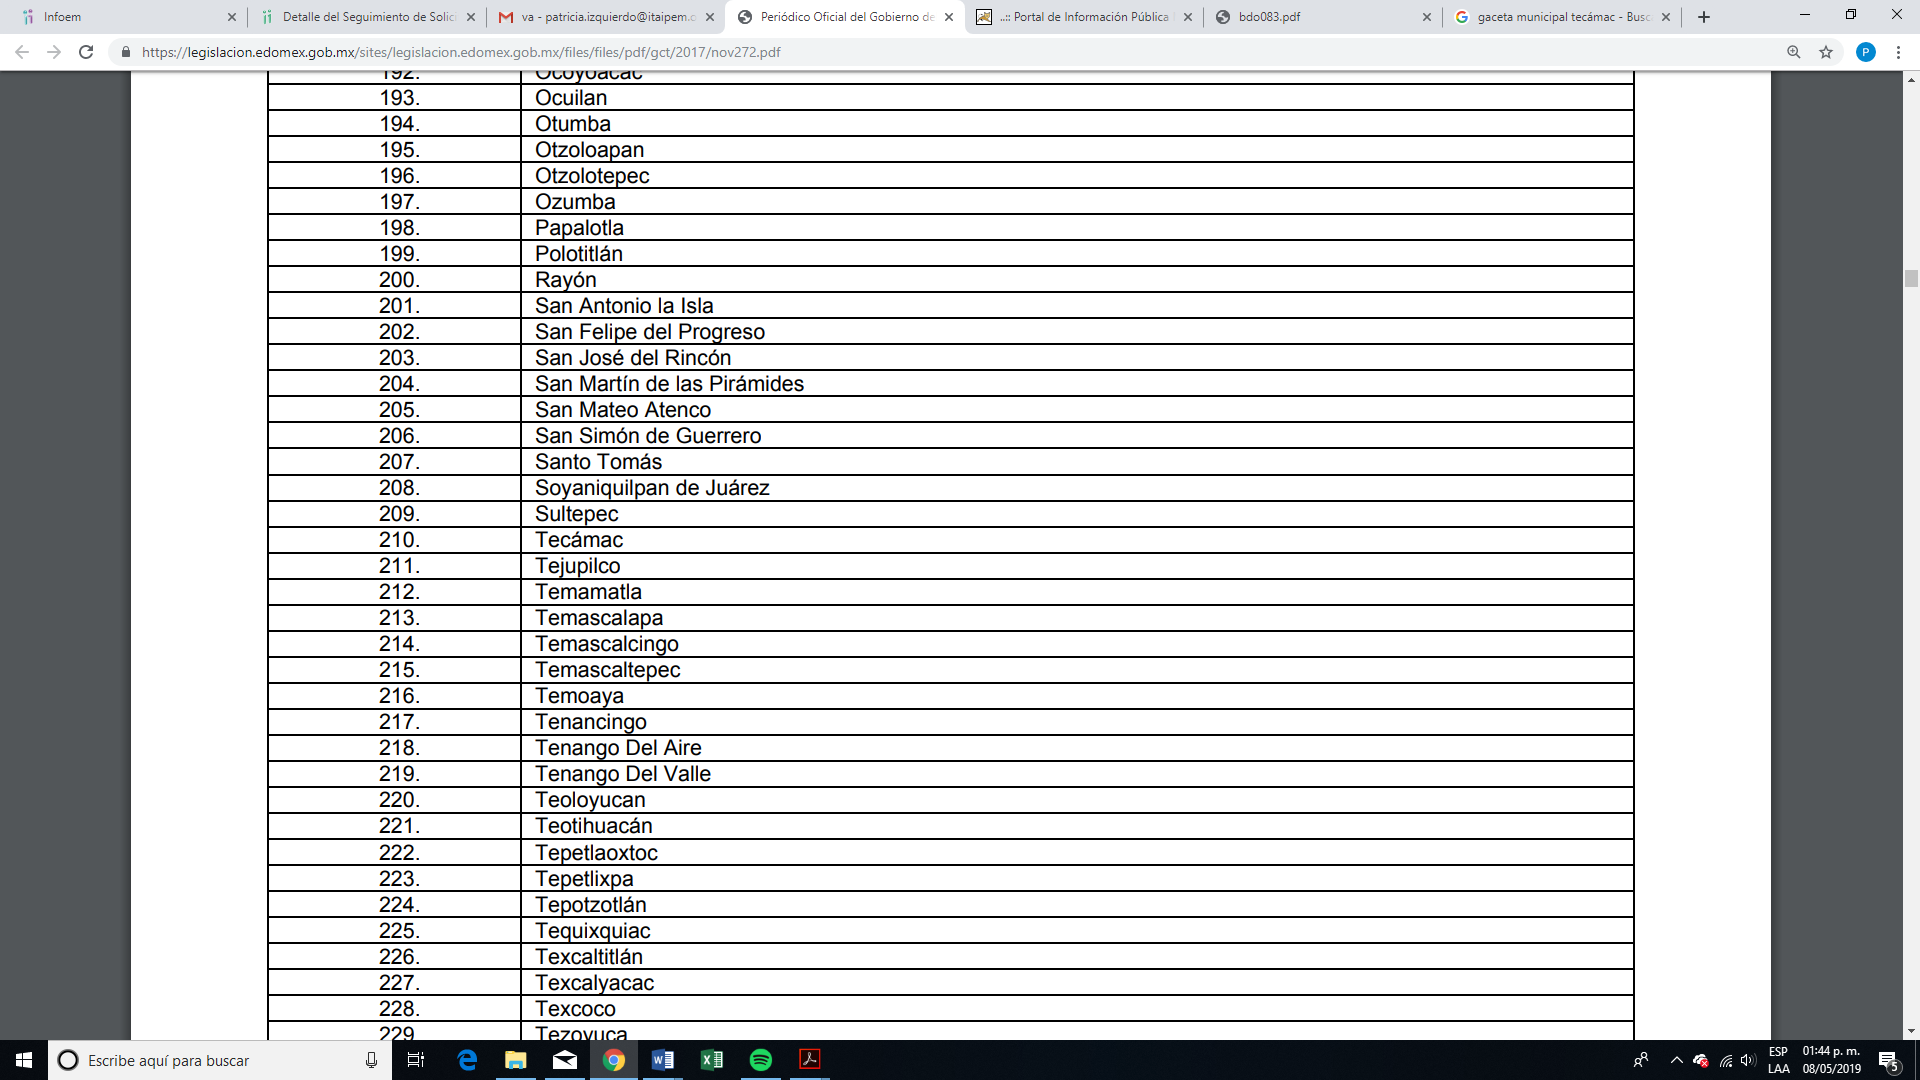 Infoem
Detalle del Seguimiento de Solici
va - patricia.izquierdo@itaipem.o
Periódico Oficial del Gobierno de
..:: Portal de Información Pública
bdo083.pdf
gaceta municipal tecámac - Busc
https://legislacion.edomex.gob.mx/sites/legislacion.edomex.gob.mx/files/files/pdf/gct/2017/nov272.pdf
P
192. Ocoyoacac
193. Ocuilan
194. Otumba
195. Otzoloapan
196. Otzolotepec
197. Ozumba
198. Papalotla
199. Polotitlán
200. Rayón
201. San Antonio la Isla
202. San Felipe del Progreso
203. San José del Rincón
204. San Martín de las Pirámides
205. San Mateo Atenco
206. San Simón de Guerrero
207. Santo Tomás
208. Soyaniquilpan de Juárez
209. Sultepec
210. Tecámac
211. Tejupilco
212. Temamatla
213. Temascalapa
214. Temascalcingo
215. Temascaltepec
216. Temoaya
217. Tenancingo
218. Tenango Del Aire
219. Tenango Del Valle
220. Teoloyucan
221. Teotihuacán
222. Tepetlaoxtoc
223. Tepetlixpa
224. Tepotzotlán
225. Tequixquiac
226. Texcaltitlán
227. Texcalyacac
228. Texcoco
229. Tezoyuca
Escribe aquí para buscar
ESP
LAA
01:44 p. m.
08/05/2019
5